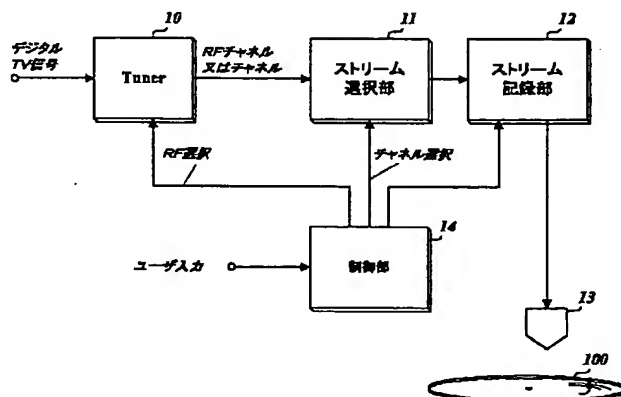 10
11
12
デジタル
TV信号
Tuner
RFチャネル
又はチャネル
ストリーム
選択部
ストリーム
記録部
RF選択
チャネル選択
14
ユーザ入力
制御部
13
100